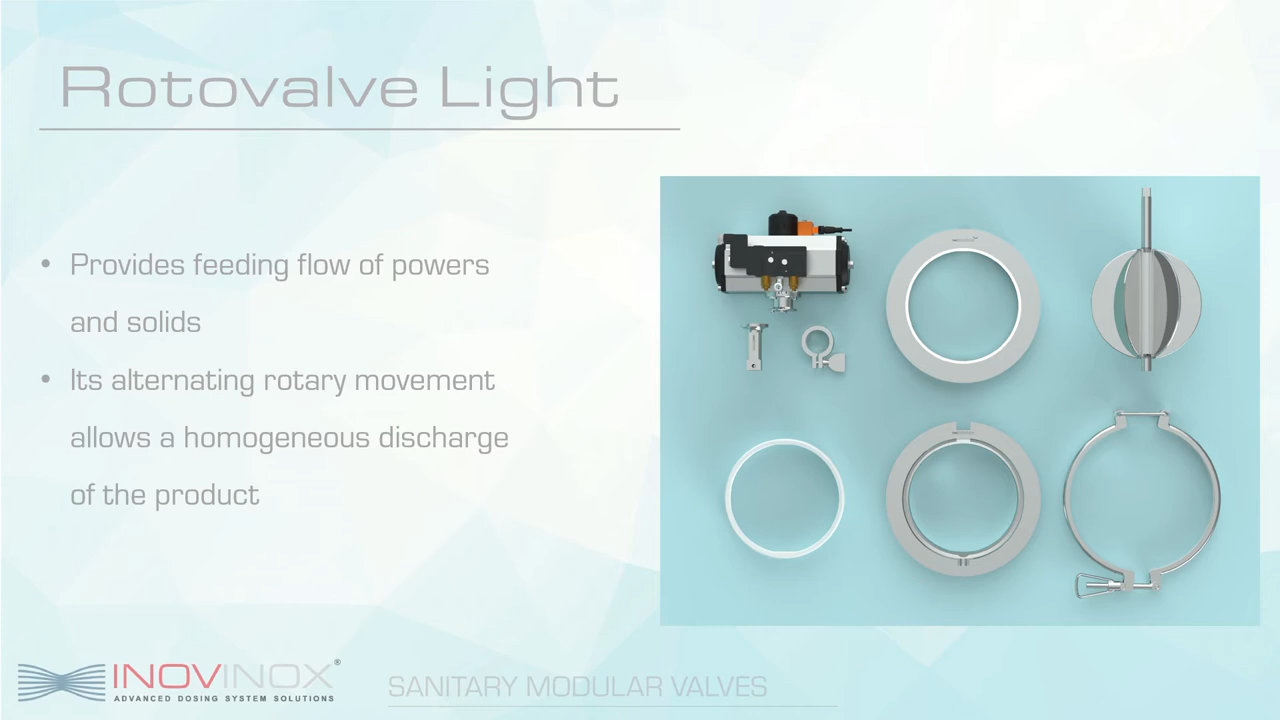 Rotovalve Light
• Provides feeding flow of powers
and solids
• Its alternating rotary movement
allows a homogeneous discharge
of the product
INOVINOX®
ADVANCED DOSING SYSTEM SOLUTIONS
SANITARY MODULAR VALVES